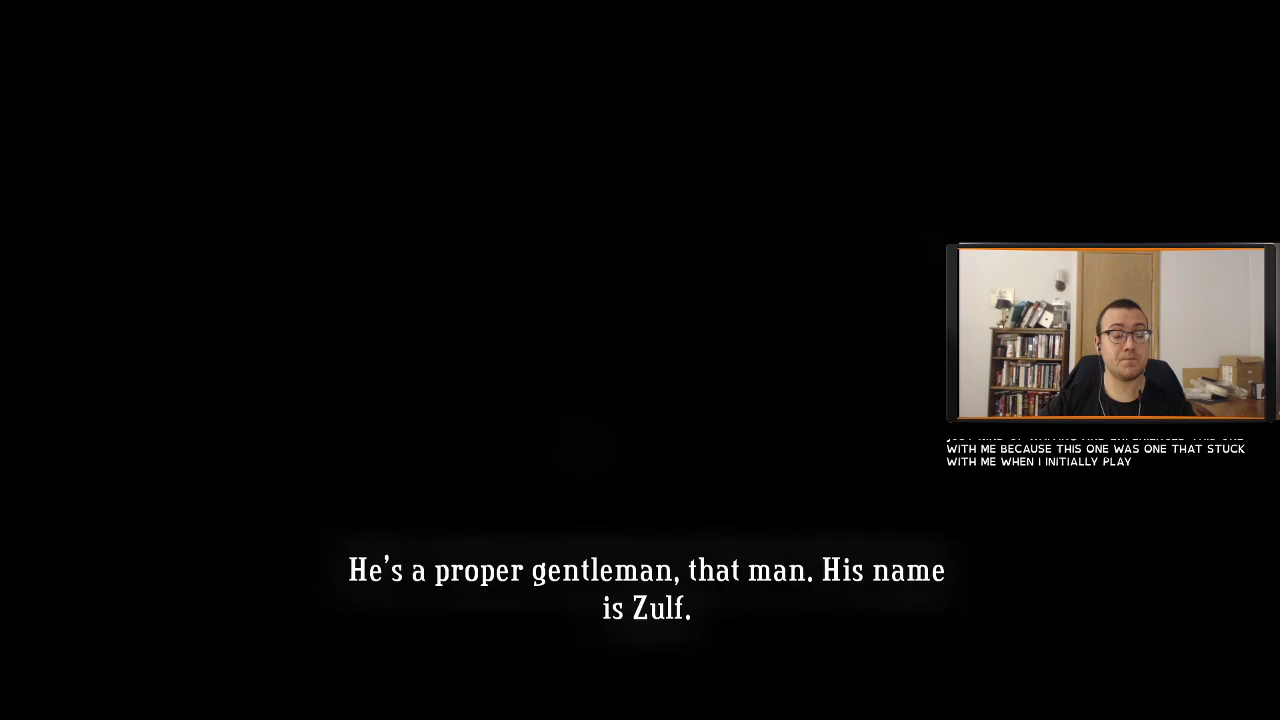 WITH ME BECAUSE THIS ONE WAS ONE THAT STUCK
WITH ME WHEN I INITIALLY PLAY
He's a proper gentleman, that man. His name
is Zulf.